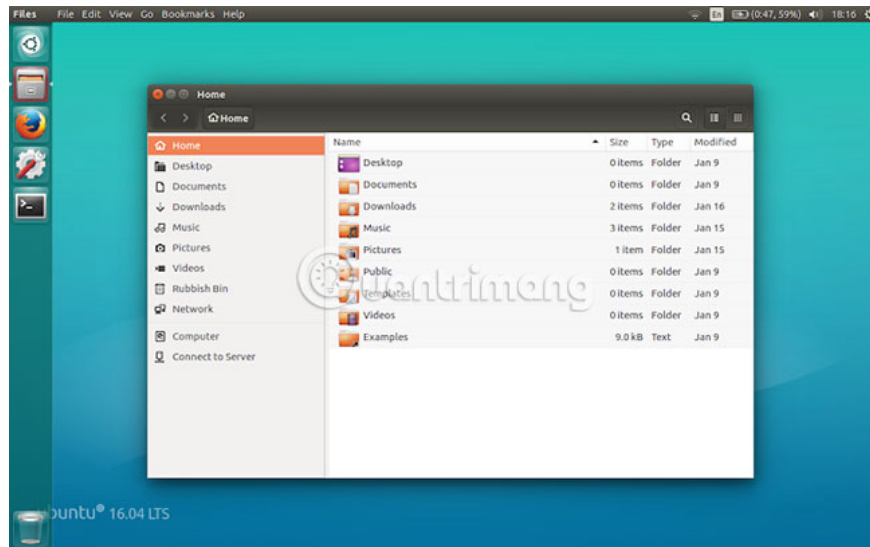 Files File Edit View Go Bookmarks Help En (0:47, 59%) 18:16
Home
Home
Home
Desktop
Documents
Downloads
Music
Pictures
Videos
Rubbish Bin
Network
Computer
Connect to Server
Name Size Type Modified
Desktop 0 items Folder Jan 9
Documents 0 items Folder Jan 9
Downloads 2 items Folder Jan 16
Music 3 items Folder Jan 15
Pictures 1 item Folder Jan 15
Public 0 items Folder Jan 9
Templates 0 items Folder Jan 9
Videos 0 items Folder Jan 9
Examples 9.0 kB Text Jan 9
Quantrimang
ubuntu® 16.04 LTS